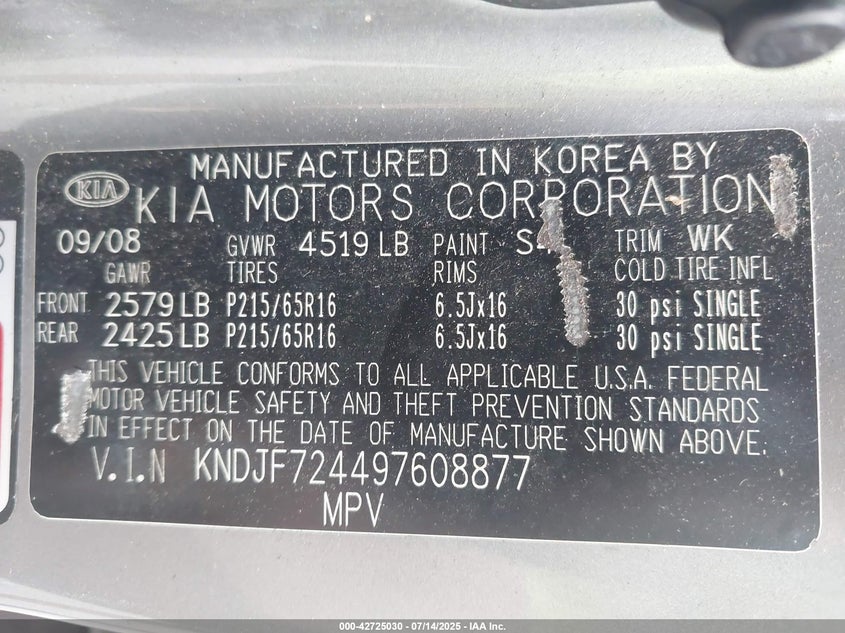 MANUFACTURED IN KOREA BY
KIA KIA MOTORS CORPORATION
09/08 GVWR 4519 LB PAINT TRIM WK
GAWR TIRES RIMS COLD TIRE INFL
FRONT 2579 LB P215/65R16 6.5Jx16 30 psi SINGLE
REAR 2425 LB P215/65R16 6.5Jx16 30 psi SINGLE
THIS VEHICLE CONFORMS TO ALL APPLICABLE U.S.A. FEDERAL
MOTOR VEHICLE SAFETY AND THEFT PREVENTION STANDARDS
IN EFFECT ON THE DATE OF MANUFACTURE SHOWN ABOVE.
V.I.N KNDJF724497608877
MPV
000-42725030 - 07/14/2025 - IAA Inc.